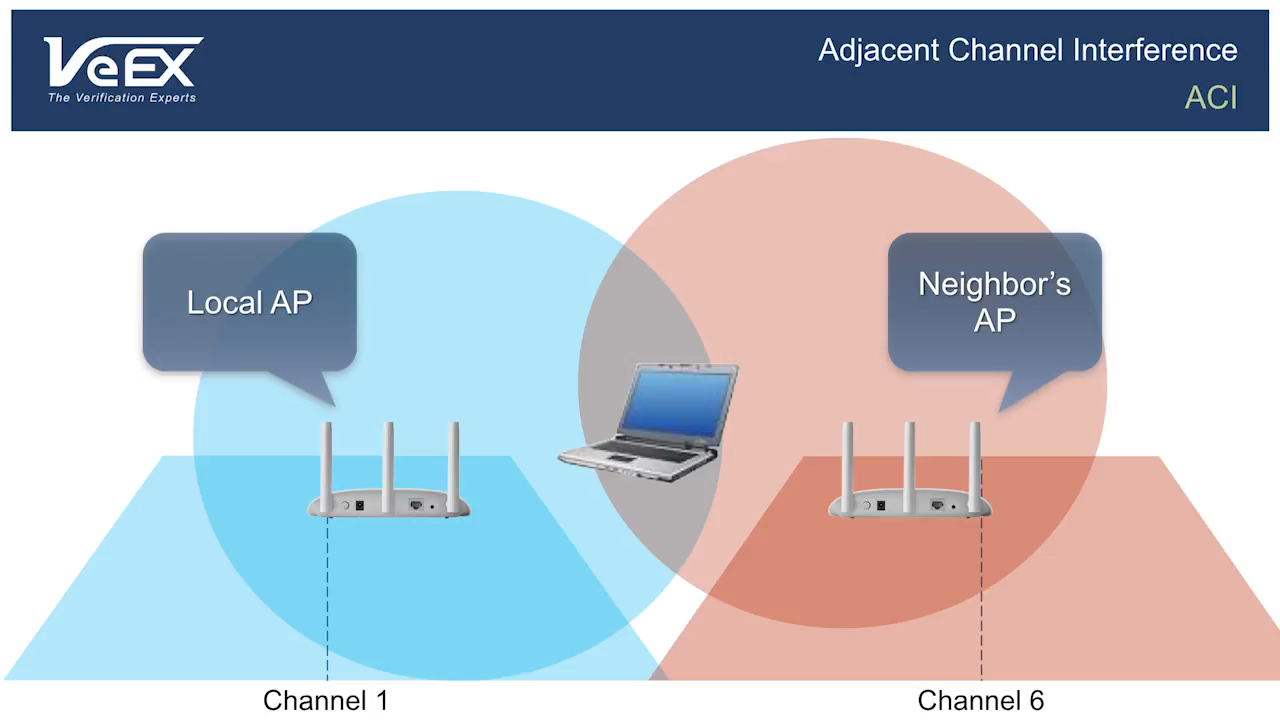 VeEX
The Verification Experts
Adjacent Channel Interference
ACI
Local AP
Neighbor’s
AP
Channel 1
Channel 6